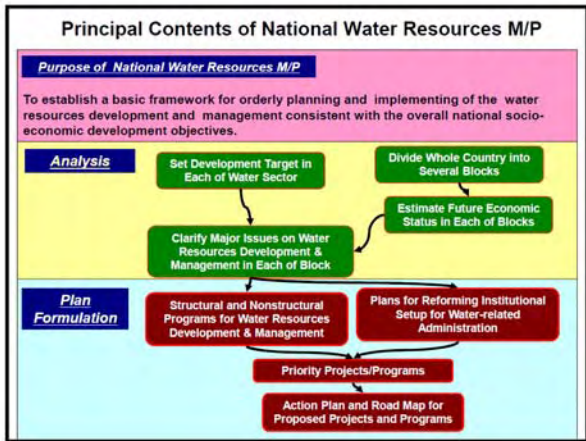 Principal Contents of National Water Resources M/P
Purpose of National Water Resources M/P
To establish a basic framework for orderly planning and implementing of the water
resources development and management consistent with the overall national socio-
economic development objectives.
Analysis
Set Development Target in
Each of Water Sector
Divide Whole Country into
Several Blocks
Estimate Future Economic
Status in Each of Blocks
Clarify Major Issues on Water
Resources Development &
Management in Each of Block
Plan
Formulation
Structural and Nonstructural
Programs for Water Resources
Development & Management
Plans for Reforming Institutional
Setup for Water-related
Administration
Priority Projects/Programs
Action Plan and Road Map for
Proposed Projects and Programs